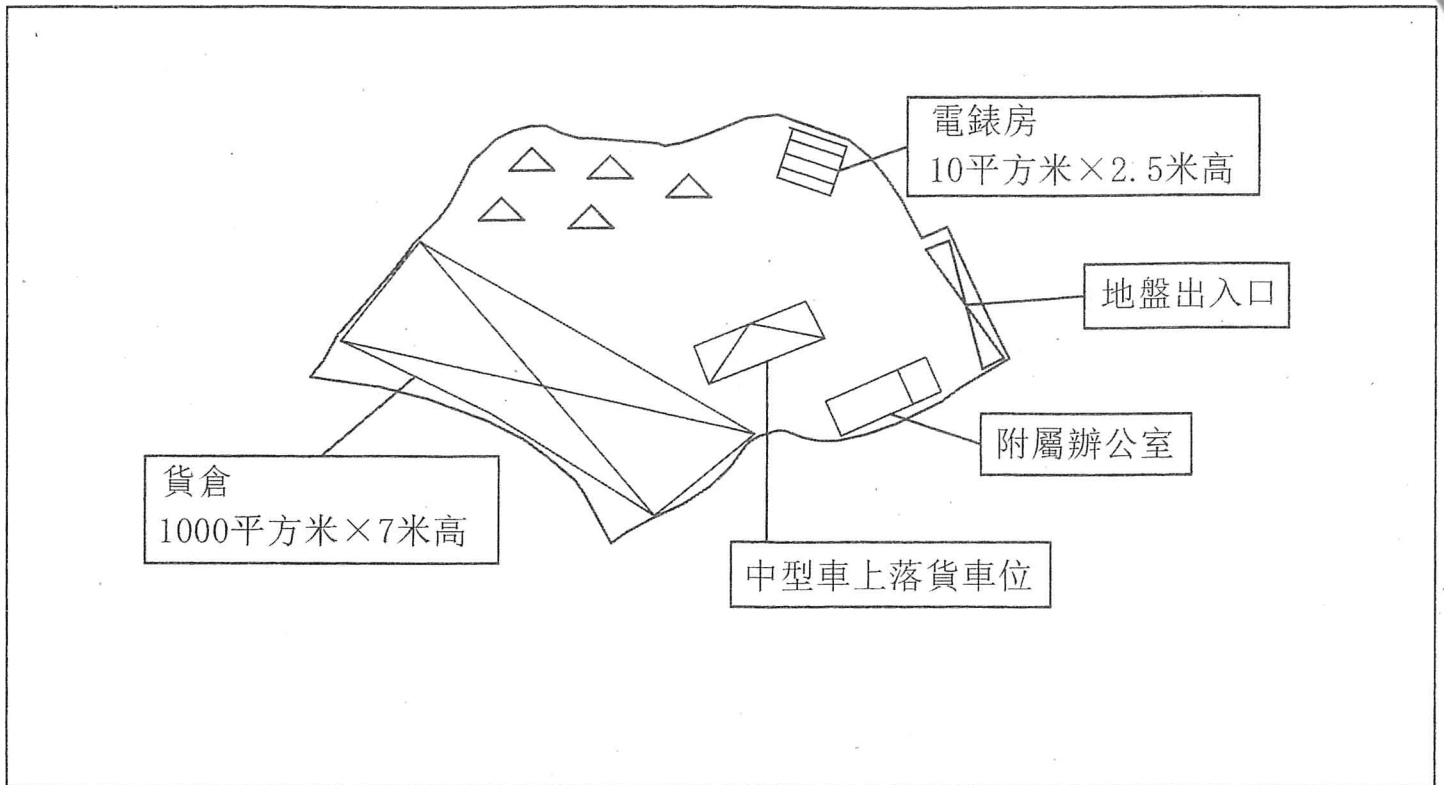 電錶房
10平方米×2.5米高
地盤出入口
附屬辦公室
貨倉
1000平方米×7米高
中型車上落貨車位